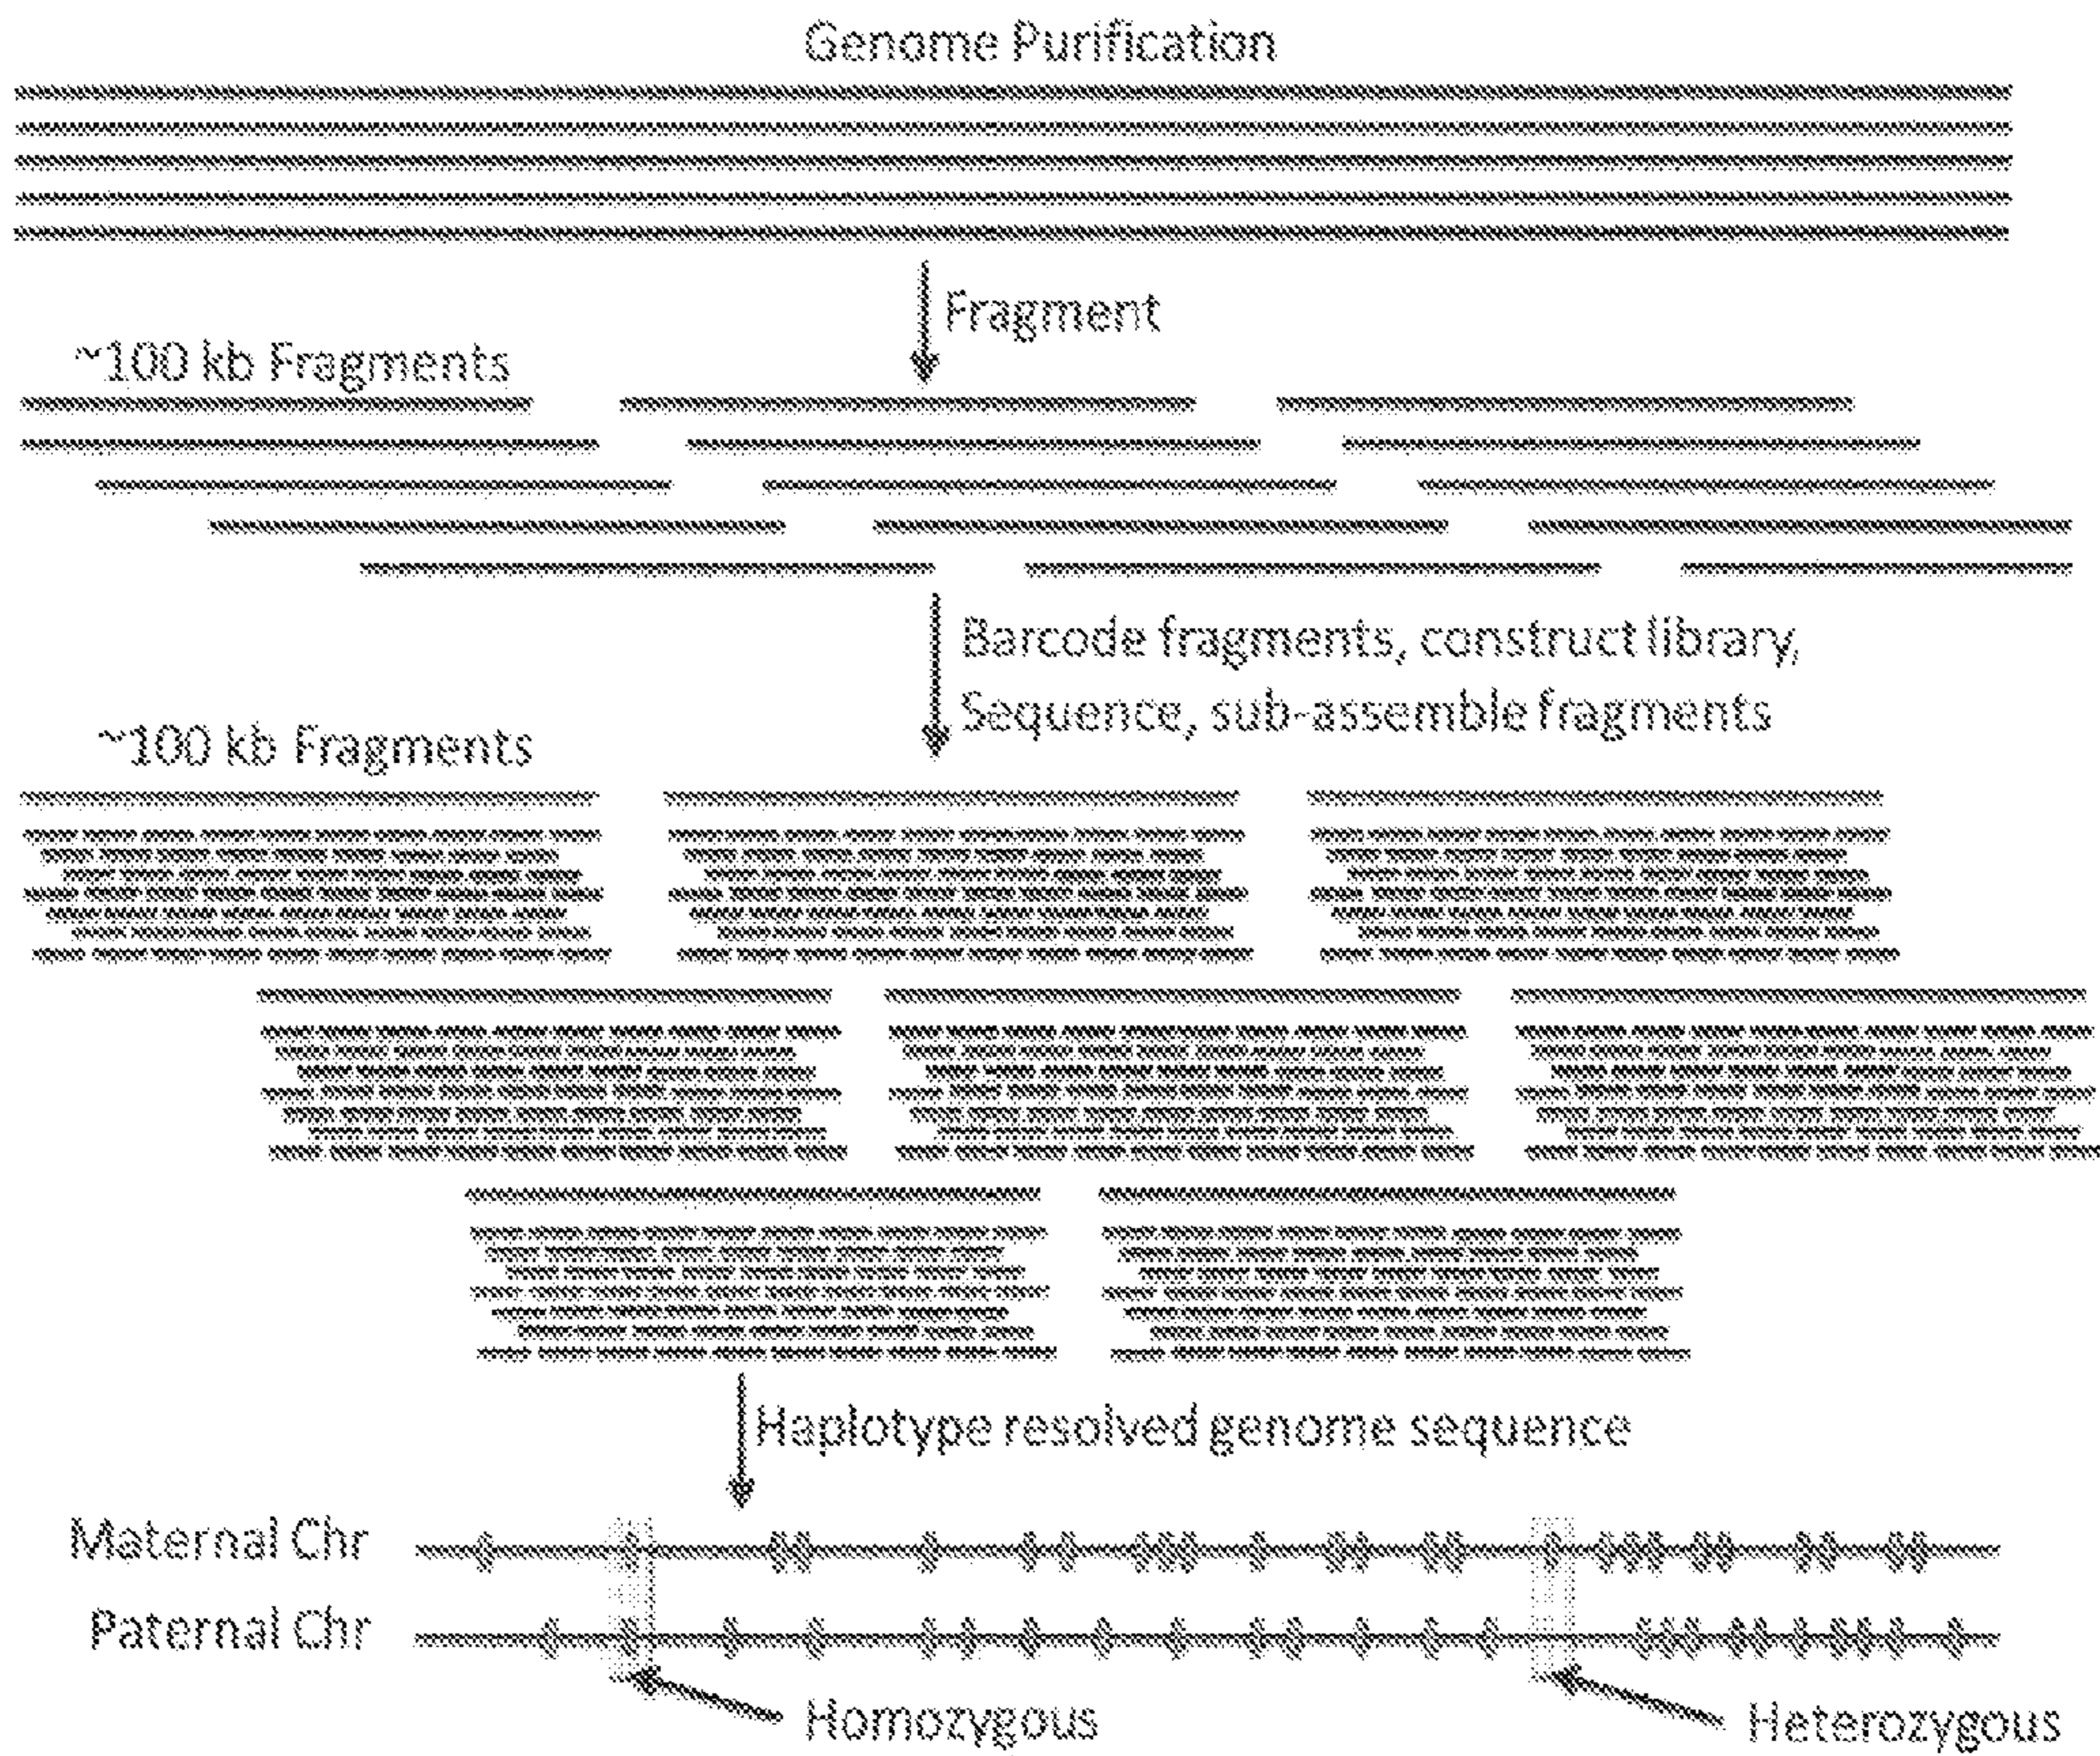 Genome Purification
Fragment
~100 kb Fragments
Barcode fragments, construct library,
Sequence, sub-assemble fragments
~100 kb Fragments
Haplotype resolved genome sequence
Maternal Chr
Paternal Chr
Homozygous
Heterozygous